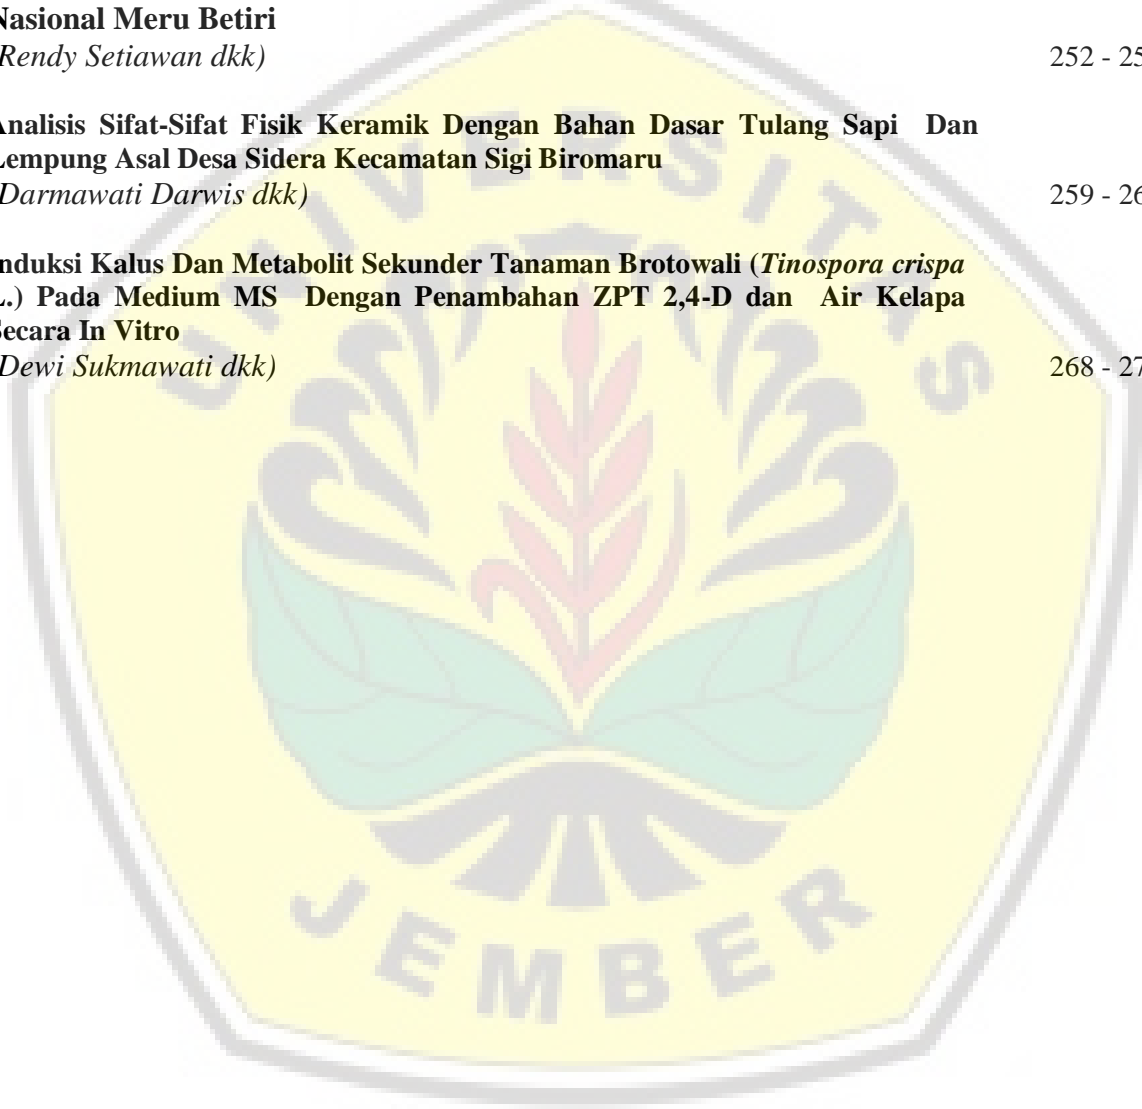 Nasional Meru Betiri
Rendy Setiawan dkk) 252 - 25
Analisis Sifat-Sifat Fisik Keramik Dengan Bahan Dasar Tulang Sapi Dan
Lempung Asal Desa Sidera Kecamatan Sigi Biromaru
Darmawati Darwis dkk) 259 - 26
nduksi Kalus Dan Metabolit Sekunder Tanaman Brotowali (Tinospora crispa
L.) Pada Medium MS Dengan Penambahan ZPT 2,4-D dan Air Kelapa
Secara In Vitro
Dewi Sukmawati dkk) 268 - 27
UNIVERSITAS
JEMBER